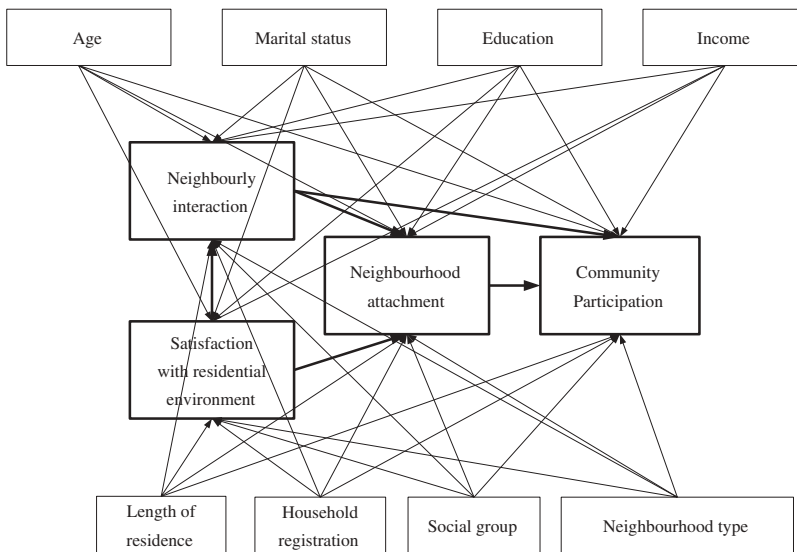 Age
Marital status
Education
Income
Neighbourly
interaction
Neighbourhood
attachment
Community
Participation
Satisfaction
with residential
environment
Length of
residence
Household
registration
Social group
Neighbourhood type